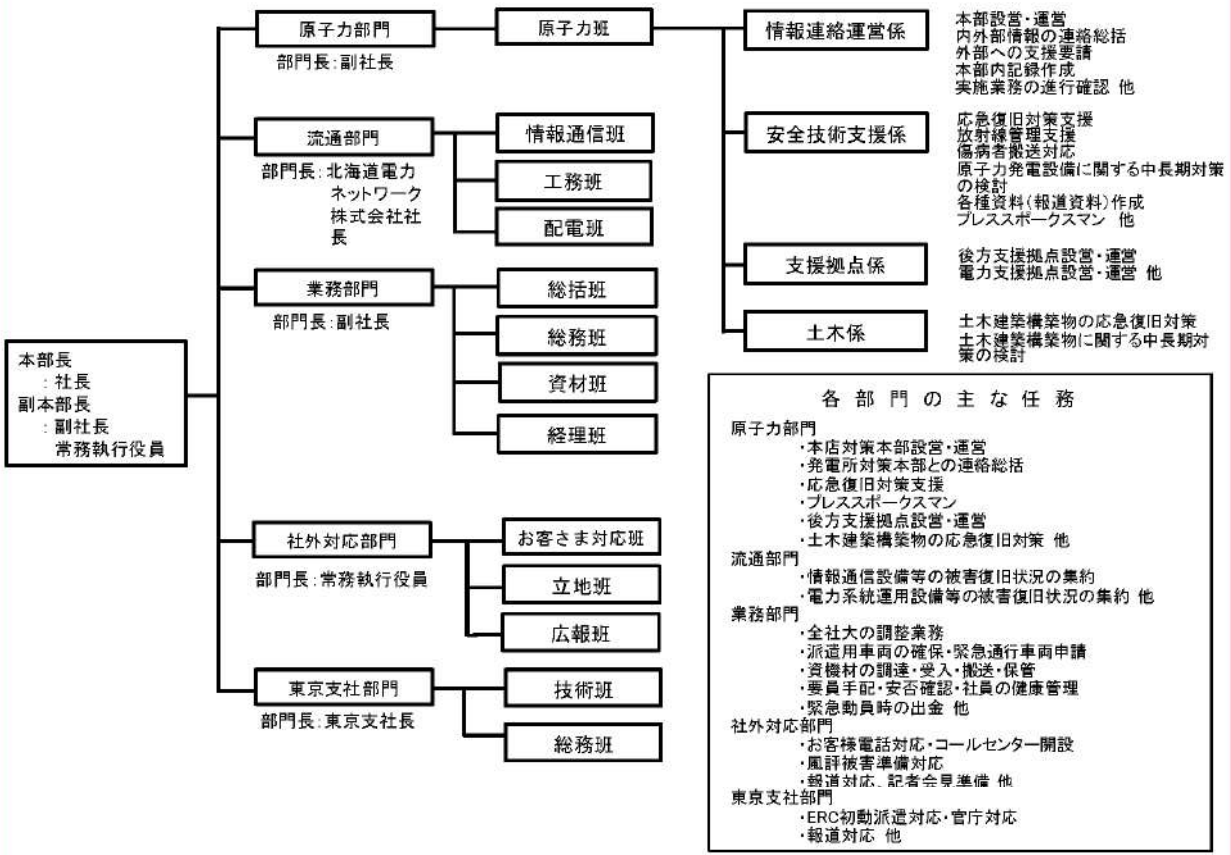 本部長
：社長
副本部長
：副社長
常務執行役員
原子力部門
部門長：副社長
原子力班
情報連絡運営係
本部設営・運営
内外部情報の連絡総括
外部への支援要請
本部内記録作成
実施業務の進行確認 他
安全技術支援係
応急復旧対策支援
放射線管理支援
傷病者搬送対応
原子力発電設備に関する中長期対策
の検討
各種資料(報道資料)作成
プレススポークスマン 他
支援拠点係
後方支援拠点設営・運営
電力支援拠点設営・運営 他
土木係
土木建築構築物の応急復旧対策
土木建築構築物に関する中長期対
策の検討
流通部門
部門長：北海道電力
ネットワーク
株式会社社
長
情報通信班
工務班
配電班
業務部門
部門長：副社長
総括班
総務班
資材班
経理班
社外対応部門
部門長：常務執行役員
お客さま対応班
立地班
広報班
東京支社部門
部門長：東京支社長
技術班
総務班
各部門の主な任務
原子力部門
・本店対策本部設営・運営
・発電所対策本部との連絡総括
・応急復旧対策支援
・プレススポークスマン
・後方支援拠点設営・運営
・土木建築構築物の応急復旧対策 他
流通部門
・情報通信設備等の被害復旧状況の集約
・電力系統運用設備等の被害復旧状況の集約 他
業務部門
・全社大の調整業務
・派遣用車両の確保・緊急通行車両申請
・資機材の調達・受入・搬送・保管
・要員手配・安否確認・社員の健康管理
・緊急動員時の出金 他
社外対応部門
・お客様電話対応・コールセンター開設
・風評被害準備対応
・報道対応、記者会見準備 他
東京支社部門
・ERC初動派遣対応・官庁対応
・報道対応 他